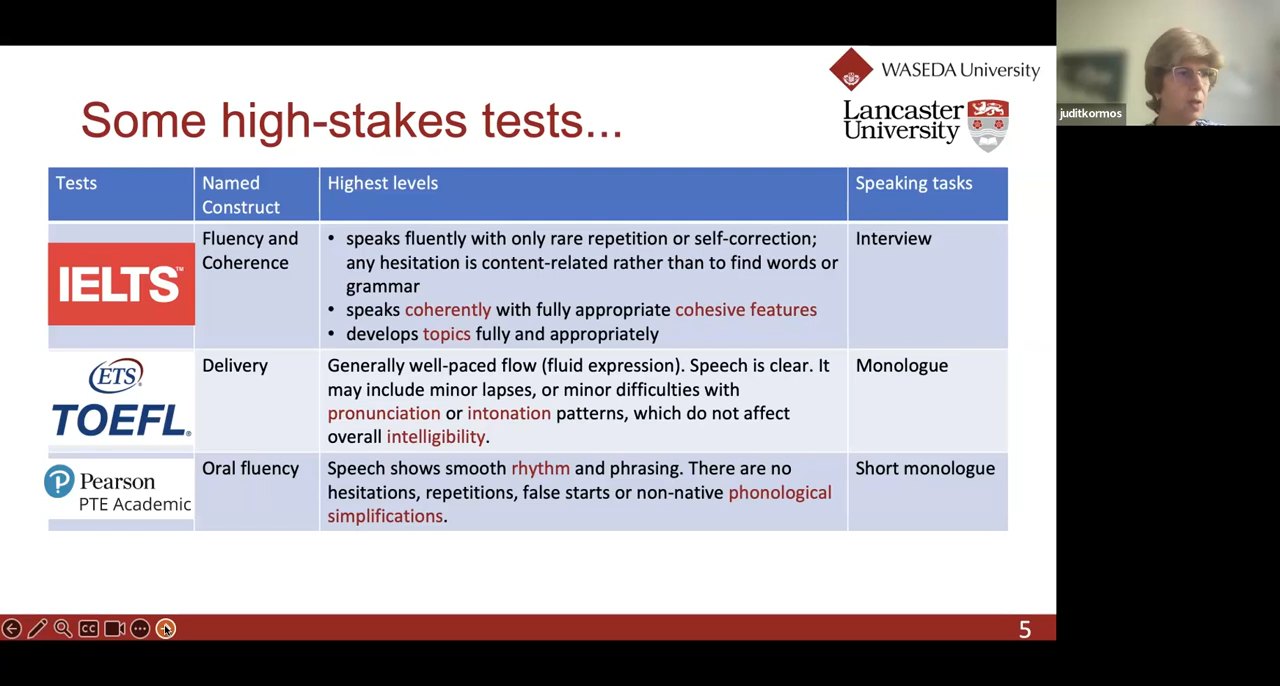 WASEDA University
Lancaster
University
Some high-stakes tests...
Tests
Named
Construct
Highest levels
Speaking tasks
IELTS™
Fluency and
Coherence
• speaks fluently with only rare repetition or self-correction;
any hesitation is content-related rather than to find words or
grammar
• speaks coherently with fully appropriate cohesive features
• develops topics fully and appropriately
Interview
ETS
TOEFL
Delivery
Generally well-paced flow (fluid expression). Speech is clear. It
may include minor lapses, or minor difficulties with
pronunciation or intonation patterns, which do not affect
overall intelligibility.
Monologue
P Pearson
PTE Academic
Oral fluency
Speech shows smooth rhythm and phrasing. There are no
hesitations, repetitions, false starts or non-native phonological
simplifications.
Short monologue
CC
5
juditkormos